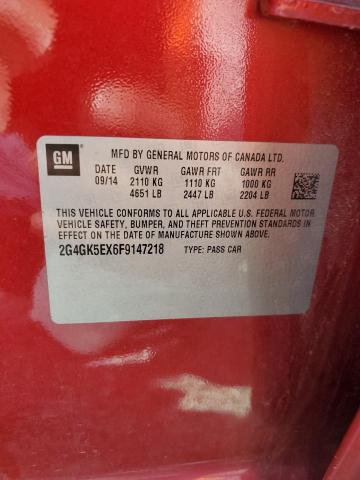 GM
MFD BY GENERAL MOTORS OF CANADA LTD.
DATE GVWR GAWR FRT GAWR RR
09/14 2110 KG 1110 KG 1000 KG
4651 LB 2447 LB 2204 LB
THIS VEHICLE CONFORMS TO ALL APPLICABLE U.S. FEDERAL MOTOR
VEHICLE SAFETY, BUMPER, AND THEFT PREVENTION STANDARDS
IN EFFECT ON THE DATE OF MANUFACTURE SHOWN ABOVE.
2G4GK5EX6F9147218 TYPE: PASS CAR